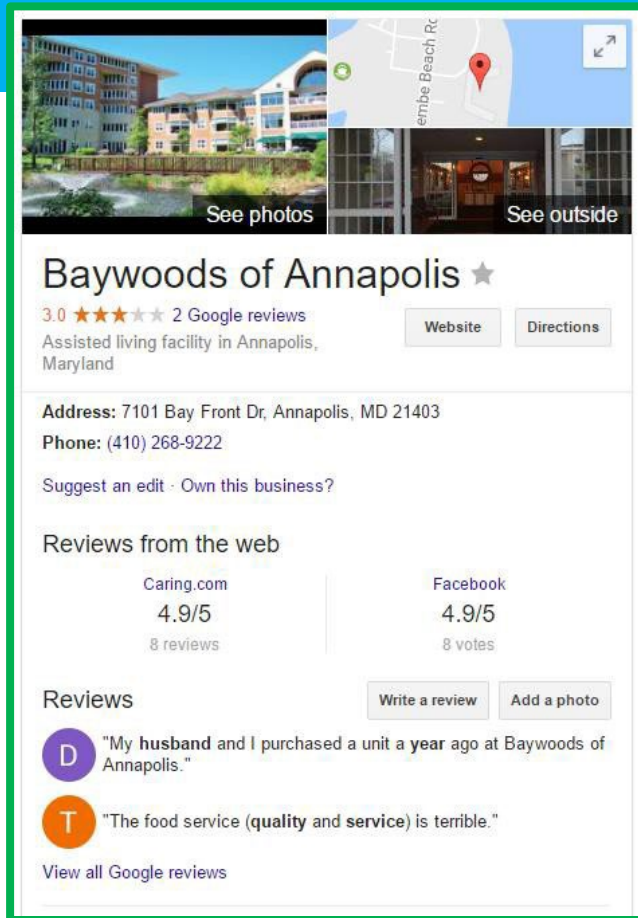 embe Beach Rd
See photos
See outside
Baywoods of Annapolis
3.0 ★★★★★ 2 Google reviews
Website
Directions
Assisted living facility in Annapolis,
Maryland
Address: 7101 Bay Front Dr, Annapolis, MD 21403
Phone: (410) 268-9222
Suggest an edit · Own this business?
Reviews from the web
Caring.com
4.9/5
8 reviews
Facebook
4.9/5
8 votes
Reviews
Write a review
Add a photo
D
"My husband and I purchased a unit a year ago at Baywoods of
Annapolis."
T
"The food service (quality and service) is terrible."
View all Google reviews